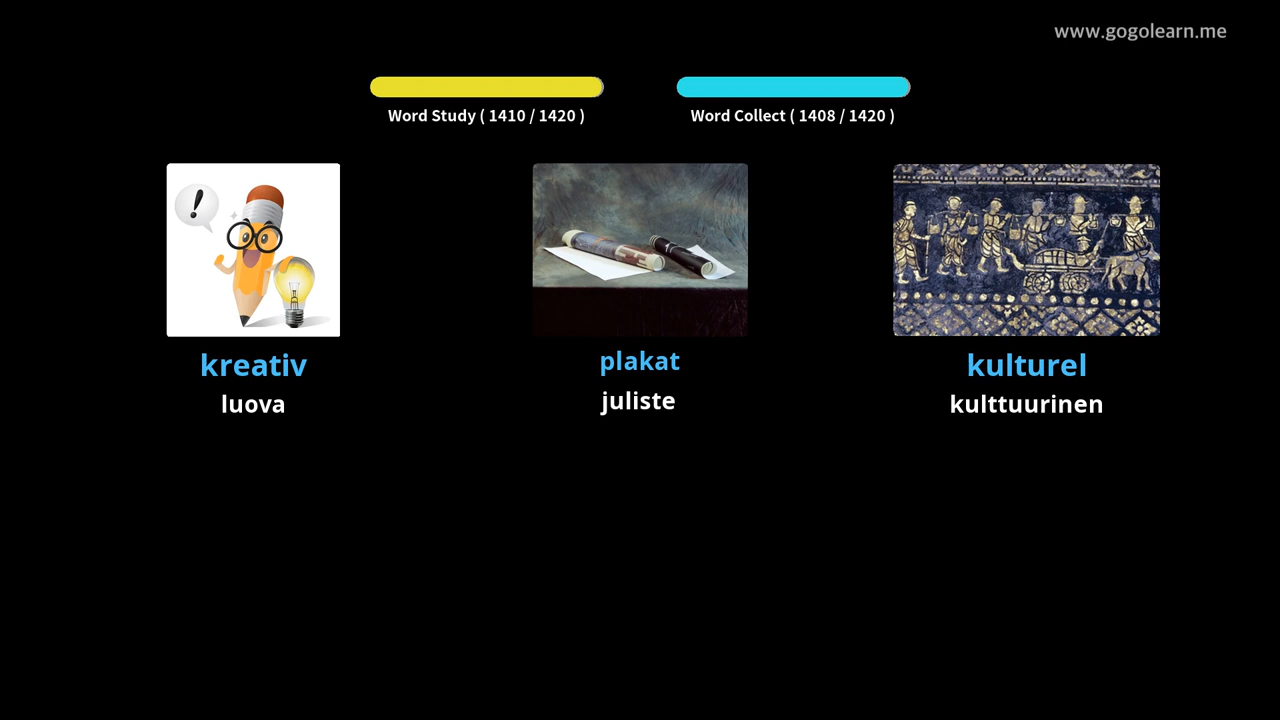 www.gogolearn.me
Word Study ( 1410 / 1420 )
Word Collect ( 1408 / 1420 )
kreativ
luova
plakat
juliste
kulturel
kulttuurinen